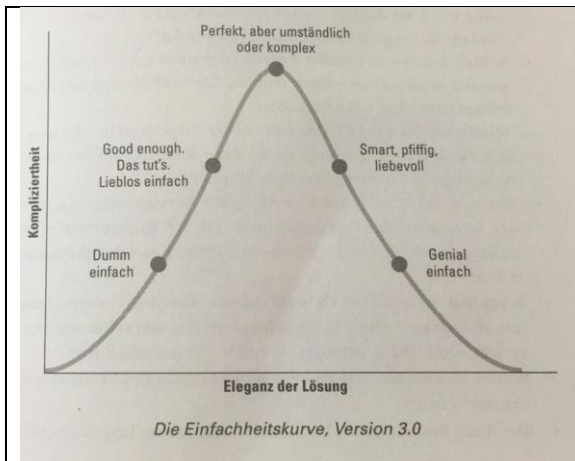 Perfekt, aber umständlich
oder komplex
Good enough.
Das tut's.
Lieblos einfach
Smart, pfiffig,
liebevoll
Dumm
einfach
Genial
einfach
Kompliziertheit
Eleganz der Lösung
Die Einfachheitskurve, Version 3.0